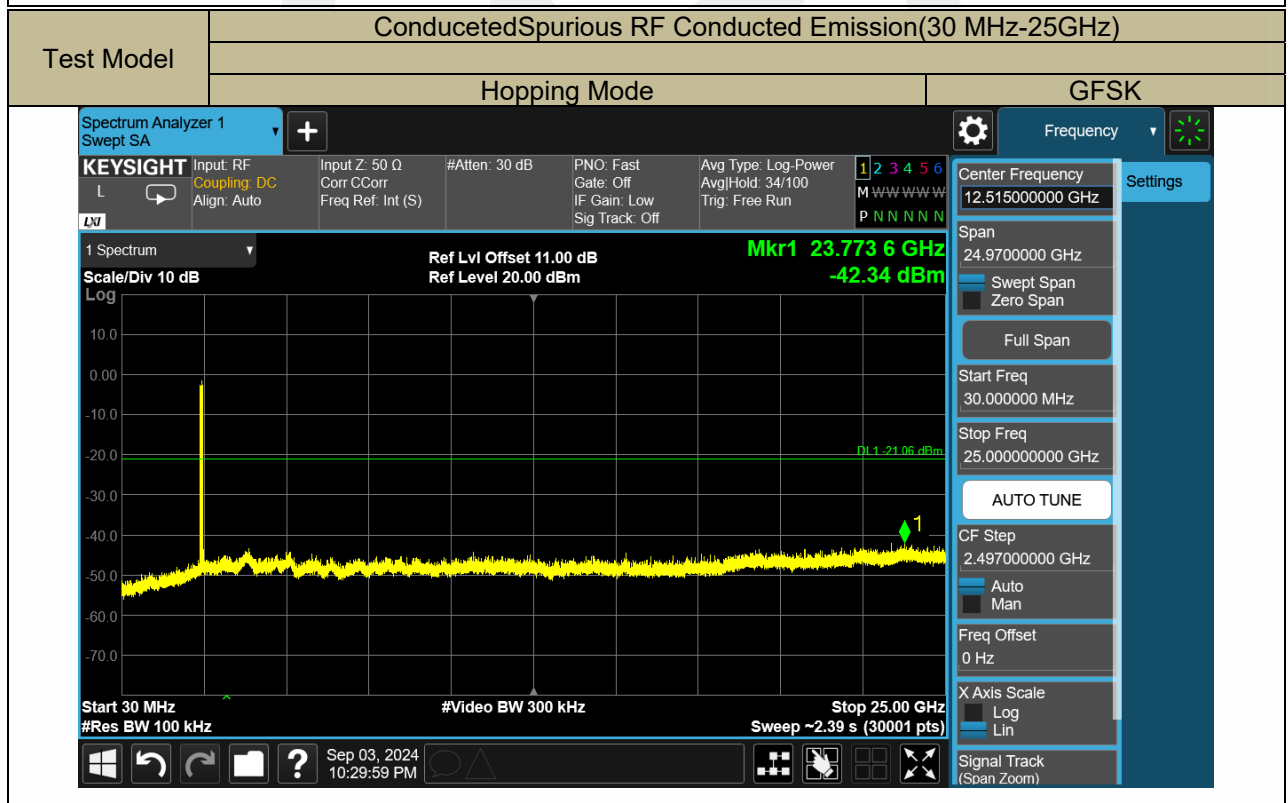 Test Model
ConducetedSpurious RF Conducted Emission(30 MHz-25GHz)
Hopping Mode
GFSK
Spectrum Analyzer 1
Swept SA
+
Frequency
KEYSIGHT
L
LXI
Input: RF
Coupling: DC
Align: Auto
Input Z: 50 Ω
Corr CCorr
Freq Ref: Int (S)
#Atten: 30 dB
PNO: Fast
Gate: Off
IF Gain: Low
Sig Track: Off
Avg Type: Log-Power
Avg|Hold: 34/100
Trig: Free Run
1 2 3 4 5 6
M W W W W W
P N N N N N
1 Spectrum
Scale/Div 10 dB
Log
Ref Lvl Offset 11.00 dB
Ref Level 20.00 dBm
Mkr1 23.773 6 GHz
-42.34 dBm
10.0
0.00
-10.0
-20.0
-30.0
-40.0
-50.0
-60.0
-70.0
DL1 -21.06 dBm
1
Start 30 MHz
#Res BW 100 kHz
#Video BW 300 kHz
Stop 25.00 GHz
Sweep ~2.39 s (30001 pts)
Center Frequency
12.515000000 GHz
Span
24.9700000 GHz
Swept Span
Zero Span
Full Span
Start Freq
30.000000 MHz
Stop Freq
25.000000000 GHz
AUTO TUNE
CF Step
2.497000000 GHz
Auto
Man
Freq Offset
0 Hz
X Axis Scale
Log
Lin
Signal Track
(Span Zoom)
Settings
?
Sep 03, 2024
10:29:59 PM